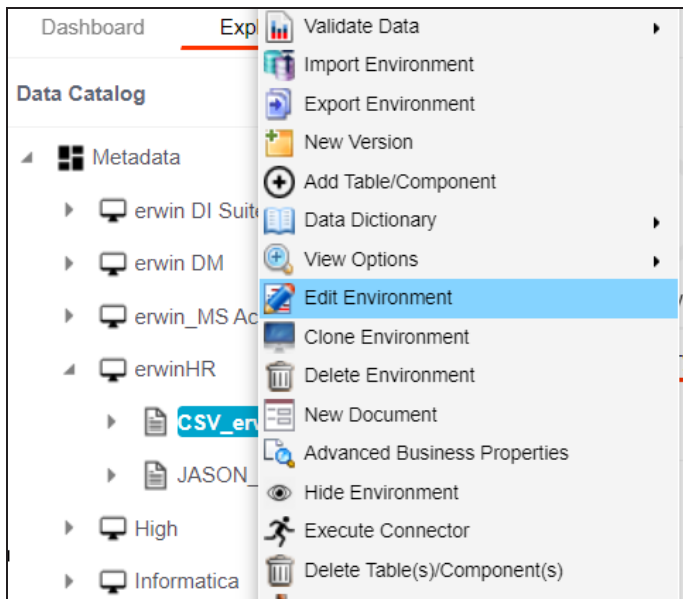 Dashboard
Data Catalog
Metadata
erwin DI Suite
erwin DM
erwin_MS Ac
erwinHR
CSV_erw
JASON_
High
Informatica
Validate Data
Import Environment
Export Environment
New Version
Add Table/Component
Data Dictionary
View Options
Edit Environment
Clone Environment
Delete Environment
New Document
Advanced Business Properties
Hide Environment
Execute Connector
Delete Table(s)/Component(s)